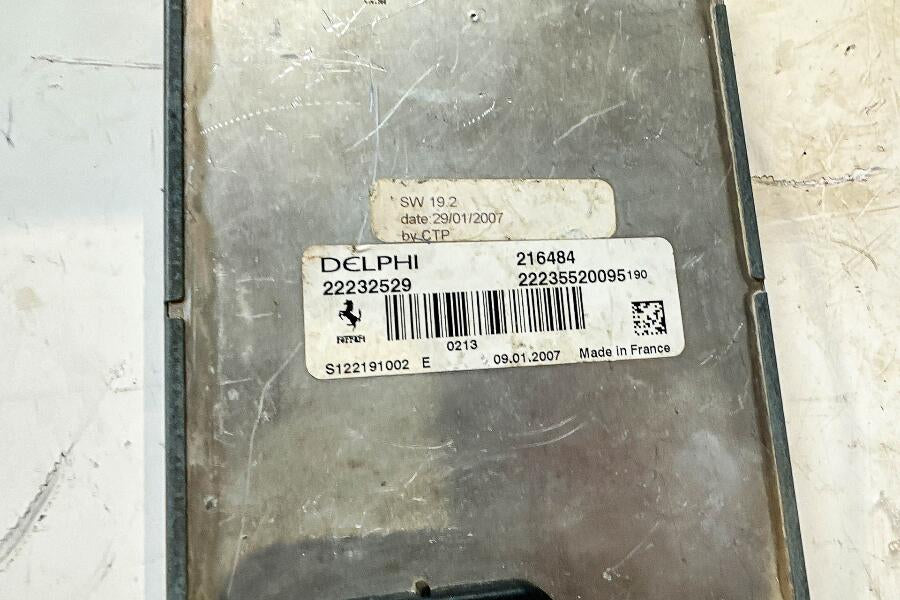 SW 19.2
date:29/01/2007
by CTP
DELPHI 216484
22232529 22235520095190
Ferrari
0213
S122191002 E 09.01.2007 Made in France